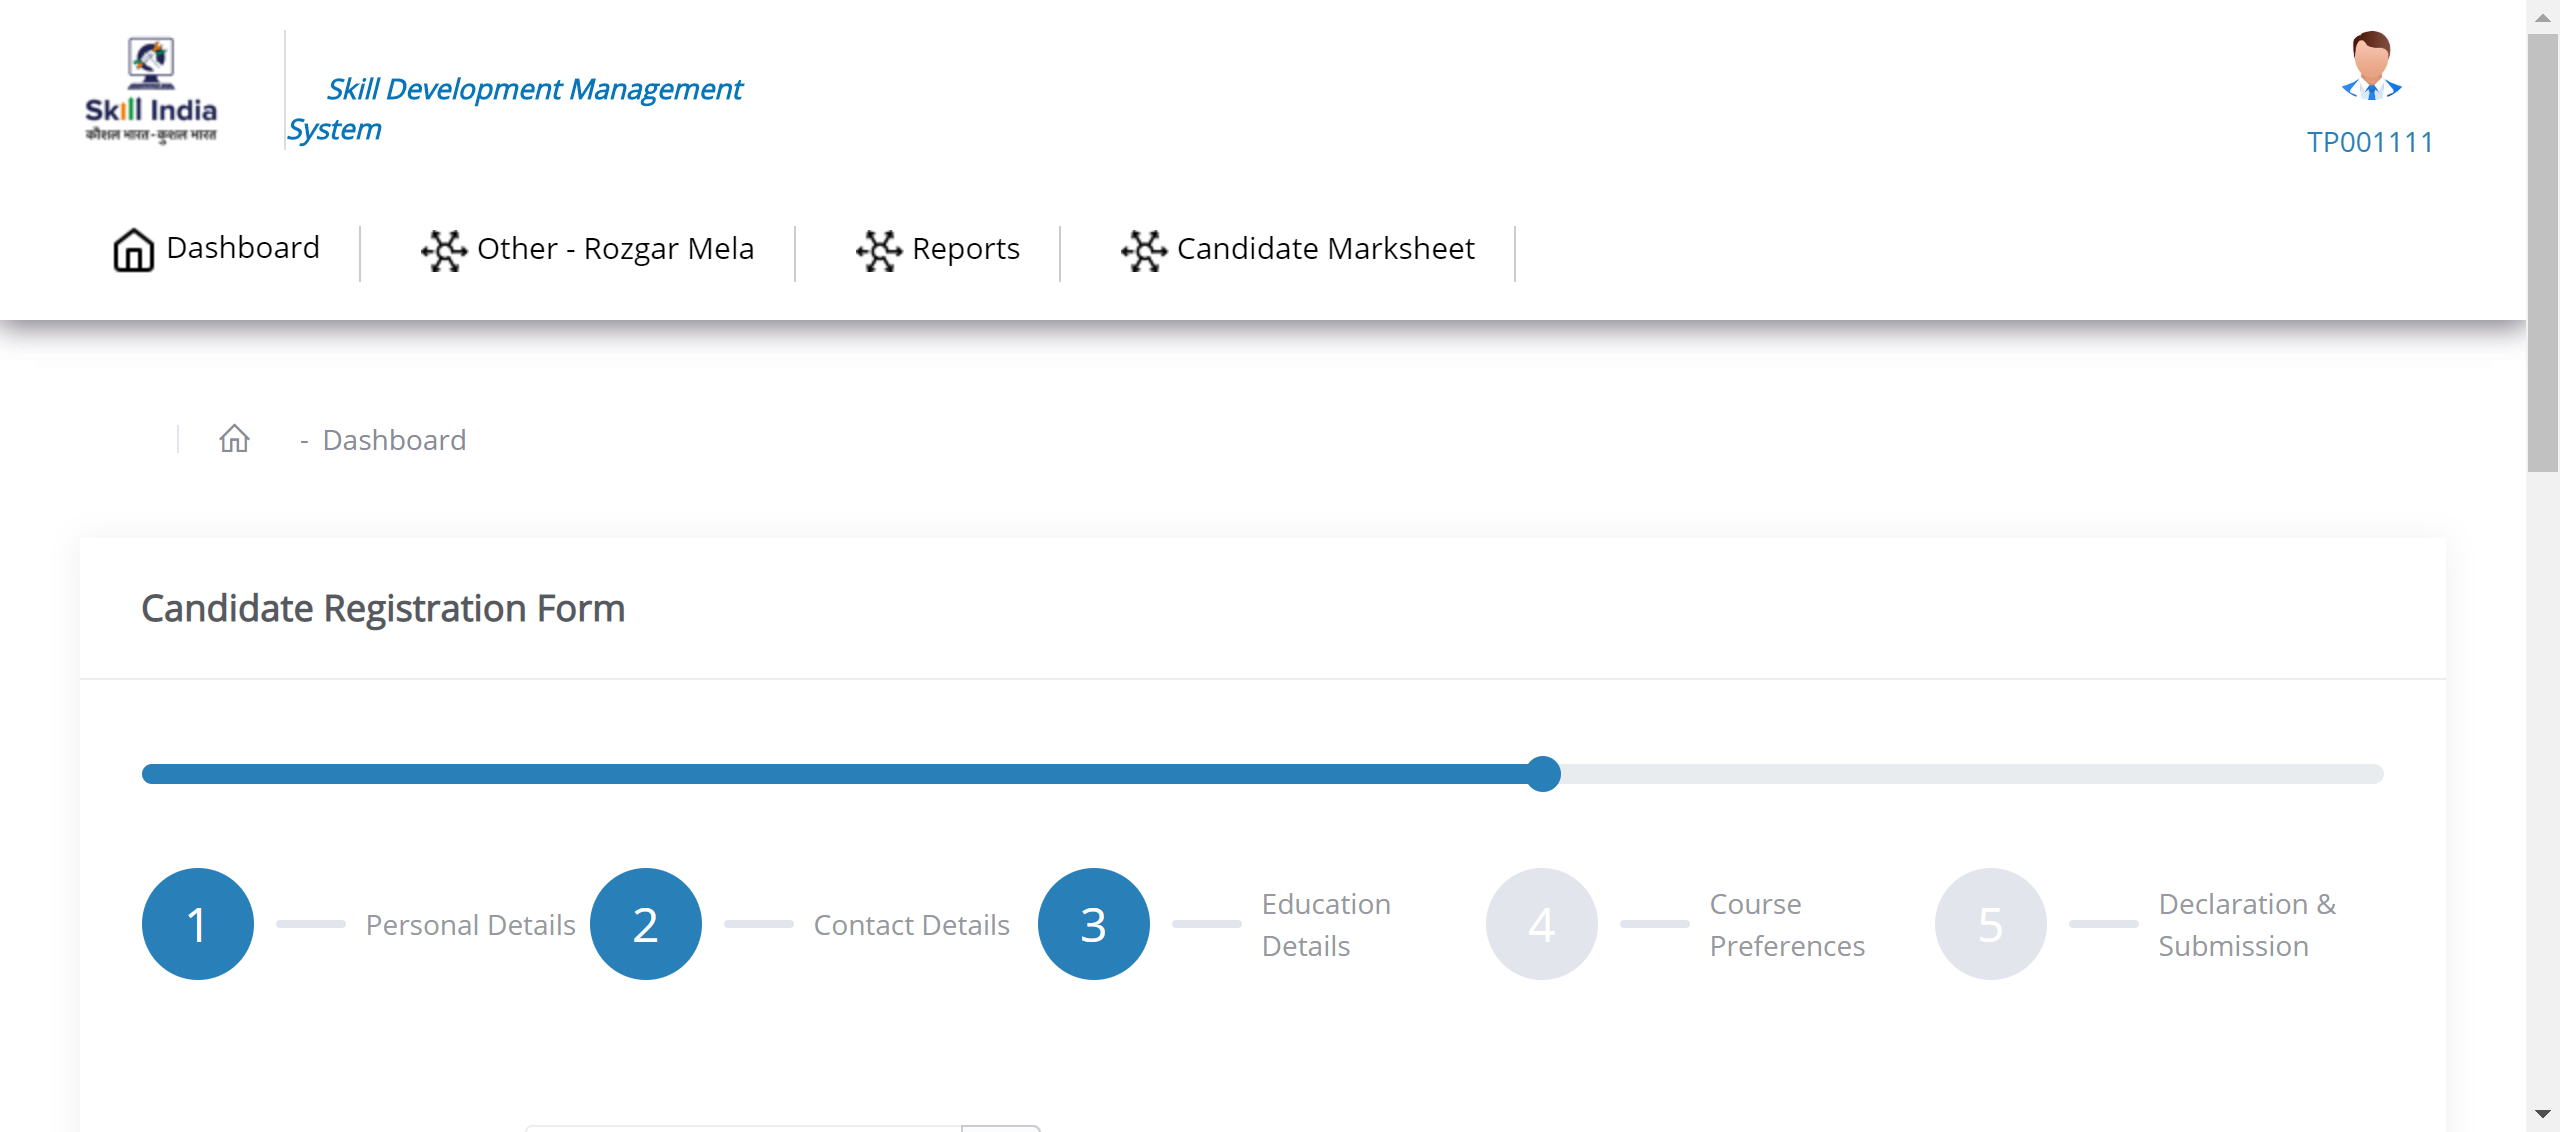 Skill India
कौशल भारत-कुशल भारत
Skill Development Management
System
TP001111
Dashboard
Other - Rozgar Mela
Reports
Candidate Marksheet
- Dashboard
Candidate Registration Form
1 Personal Details
2 Contact Details
3 Education
Details
4 Course
Preferences
5 Declaration &
Submission